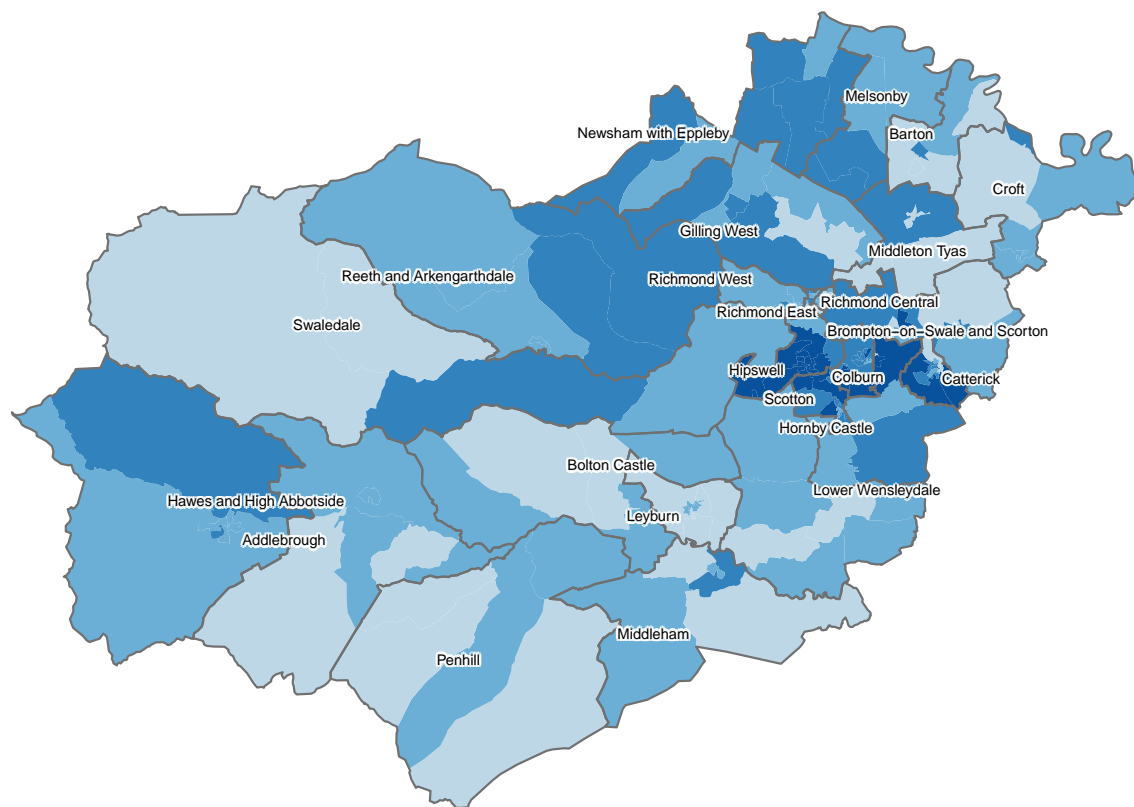 Melsonby
Newsham with Eppleby
Barton
Croft
Gilling West
Middleton Tyas
Reeth and Arkengarthdale
Richmond West
Richmond Central
Richmond East
Swaledale
Brompton−on−Swale and Scorton
Hipswell
Colburn
Catterick
Scotton
Hornby Castle
Bolton Castle
Lower Wensleydale
Hawes and High Abbotside
Leyburn
Addlebrough
Middleham
Penhill